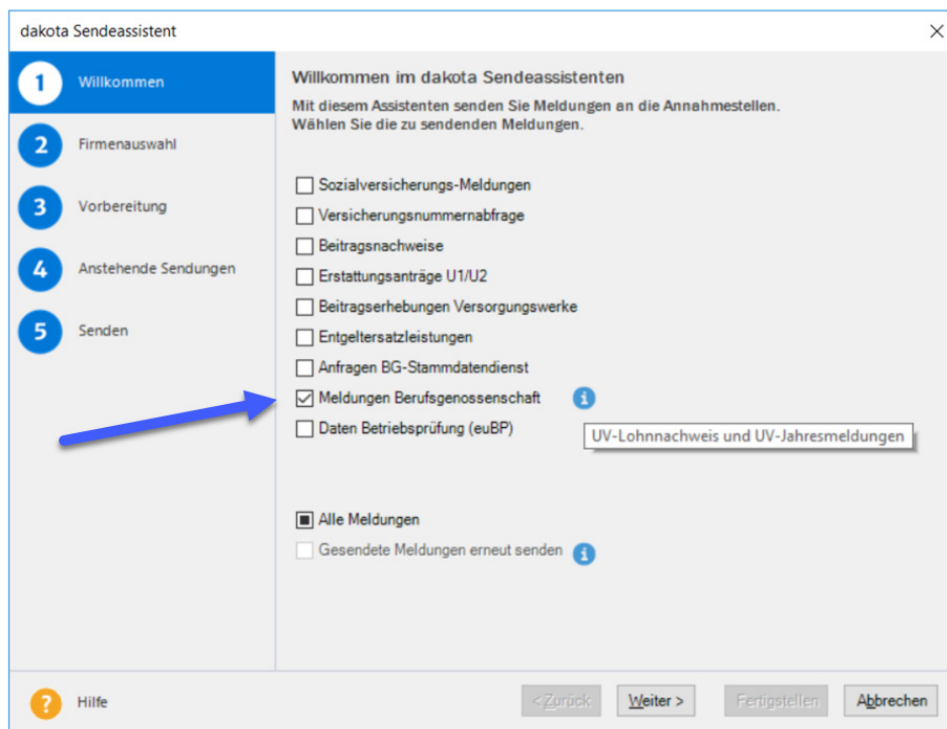 dakota Sendeassistent
1 Willkommen
2 Firmenauswahl
3 Vorbereitung
4 Anstehende Sendungen
5 Senden
Willkommen im dakota Sendeassistenten
Mit diesem Assistenten senden Sie Meldungen an die Annahmestellen.
Wählen Sie die zu sendenden Meldungen.
Sozialversicherungs-Meldungen
Versicherungsnummernabfrage
Beitragsnachweise
Erstattungsanträge U1/U2
Beitragserhebungen Versorgungswerke
Entgeltersatzleistungen
Anfragen BG-Stammdatendienst
Meldungen Berufsgenossenschaft i
Daten Betriebsprüfung (euBP)
UV-Lohnnachweis und UV-Jahresmeldungen
Alle Meldungen
Gesendete Meldungen erneut senden i
? Hilfe
< Zurück Weiter > Fertigstellen Abbrechen